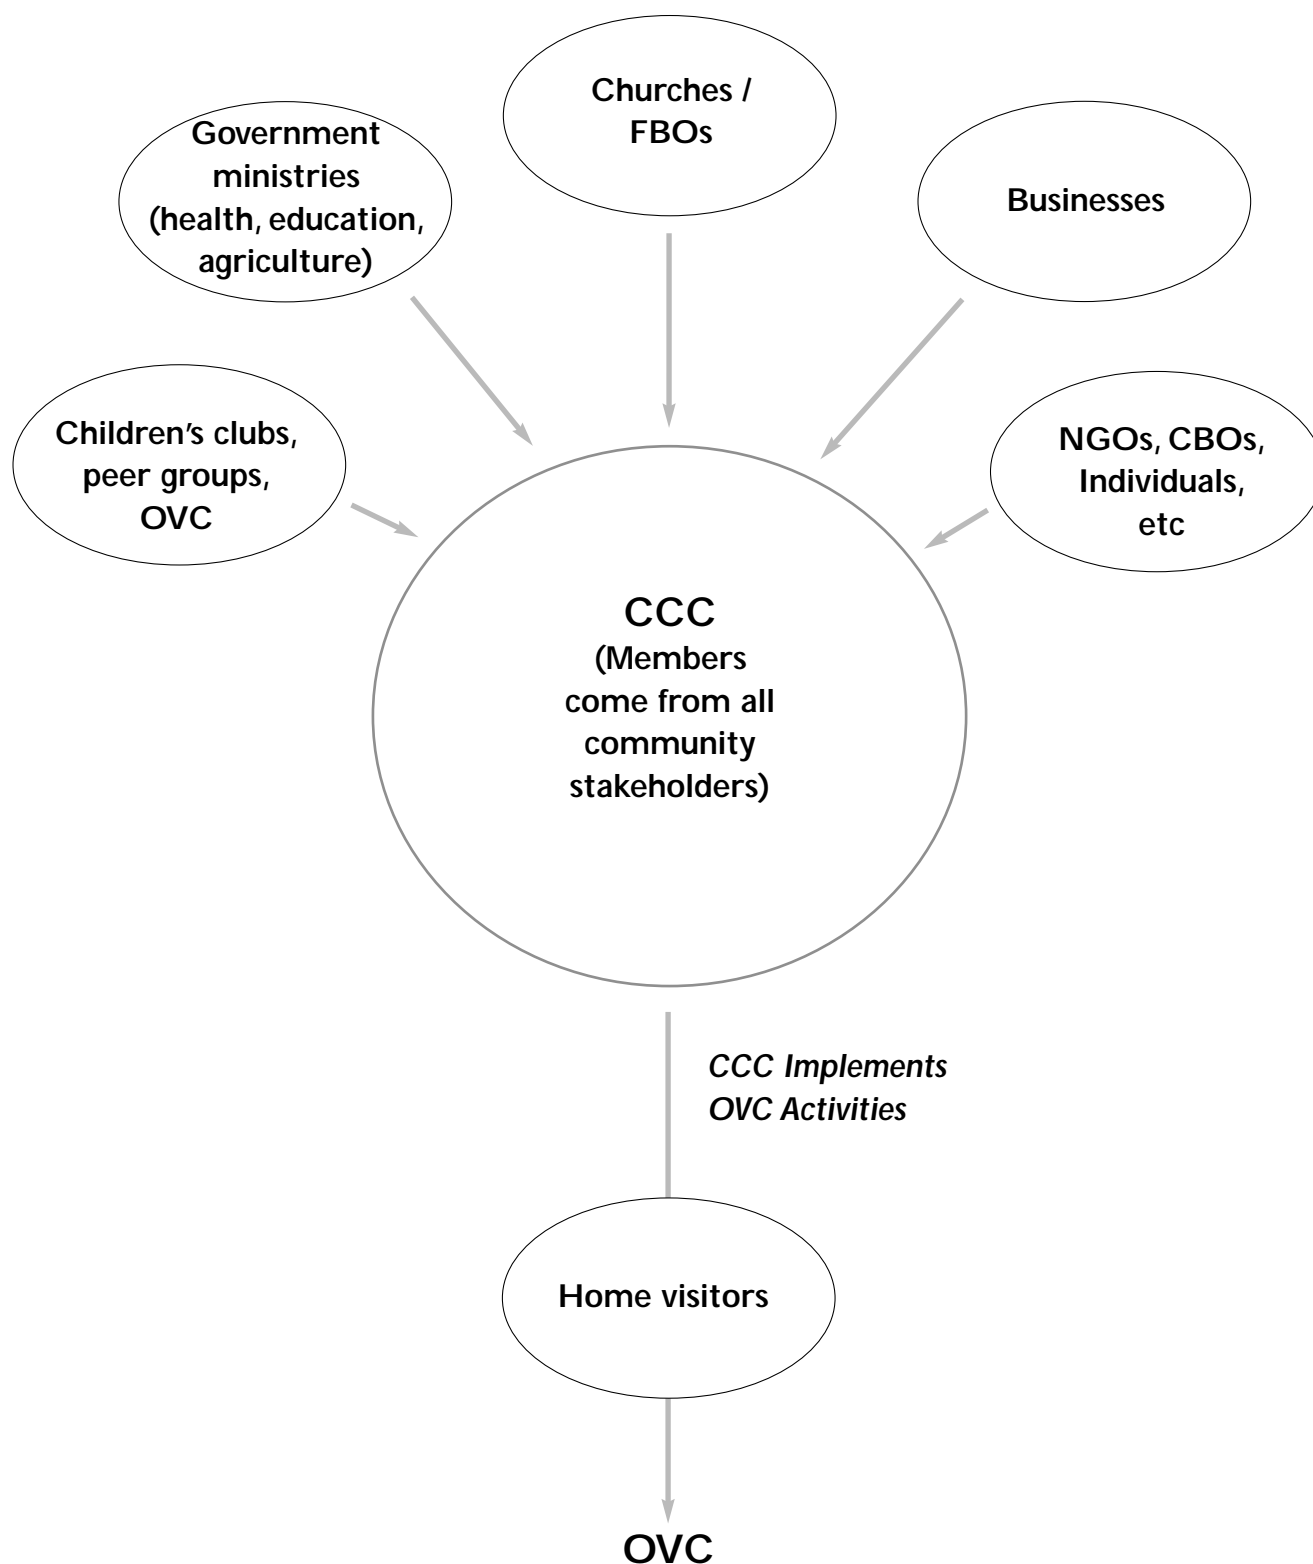 Churches /
FBOs
Government
ministries
(health, education,
agriculture)
Businesses
Children's clubs,
peer groups,
OVC
NGOs, CBOs,
Individuals,
etc
CCC
(Members
come from all
community
stakeholders)
CCC Implements
OVC Activities
Home visitors
OVC